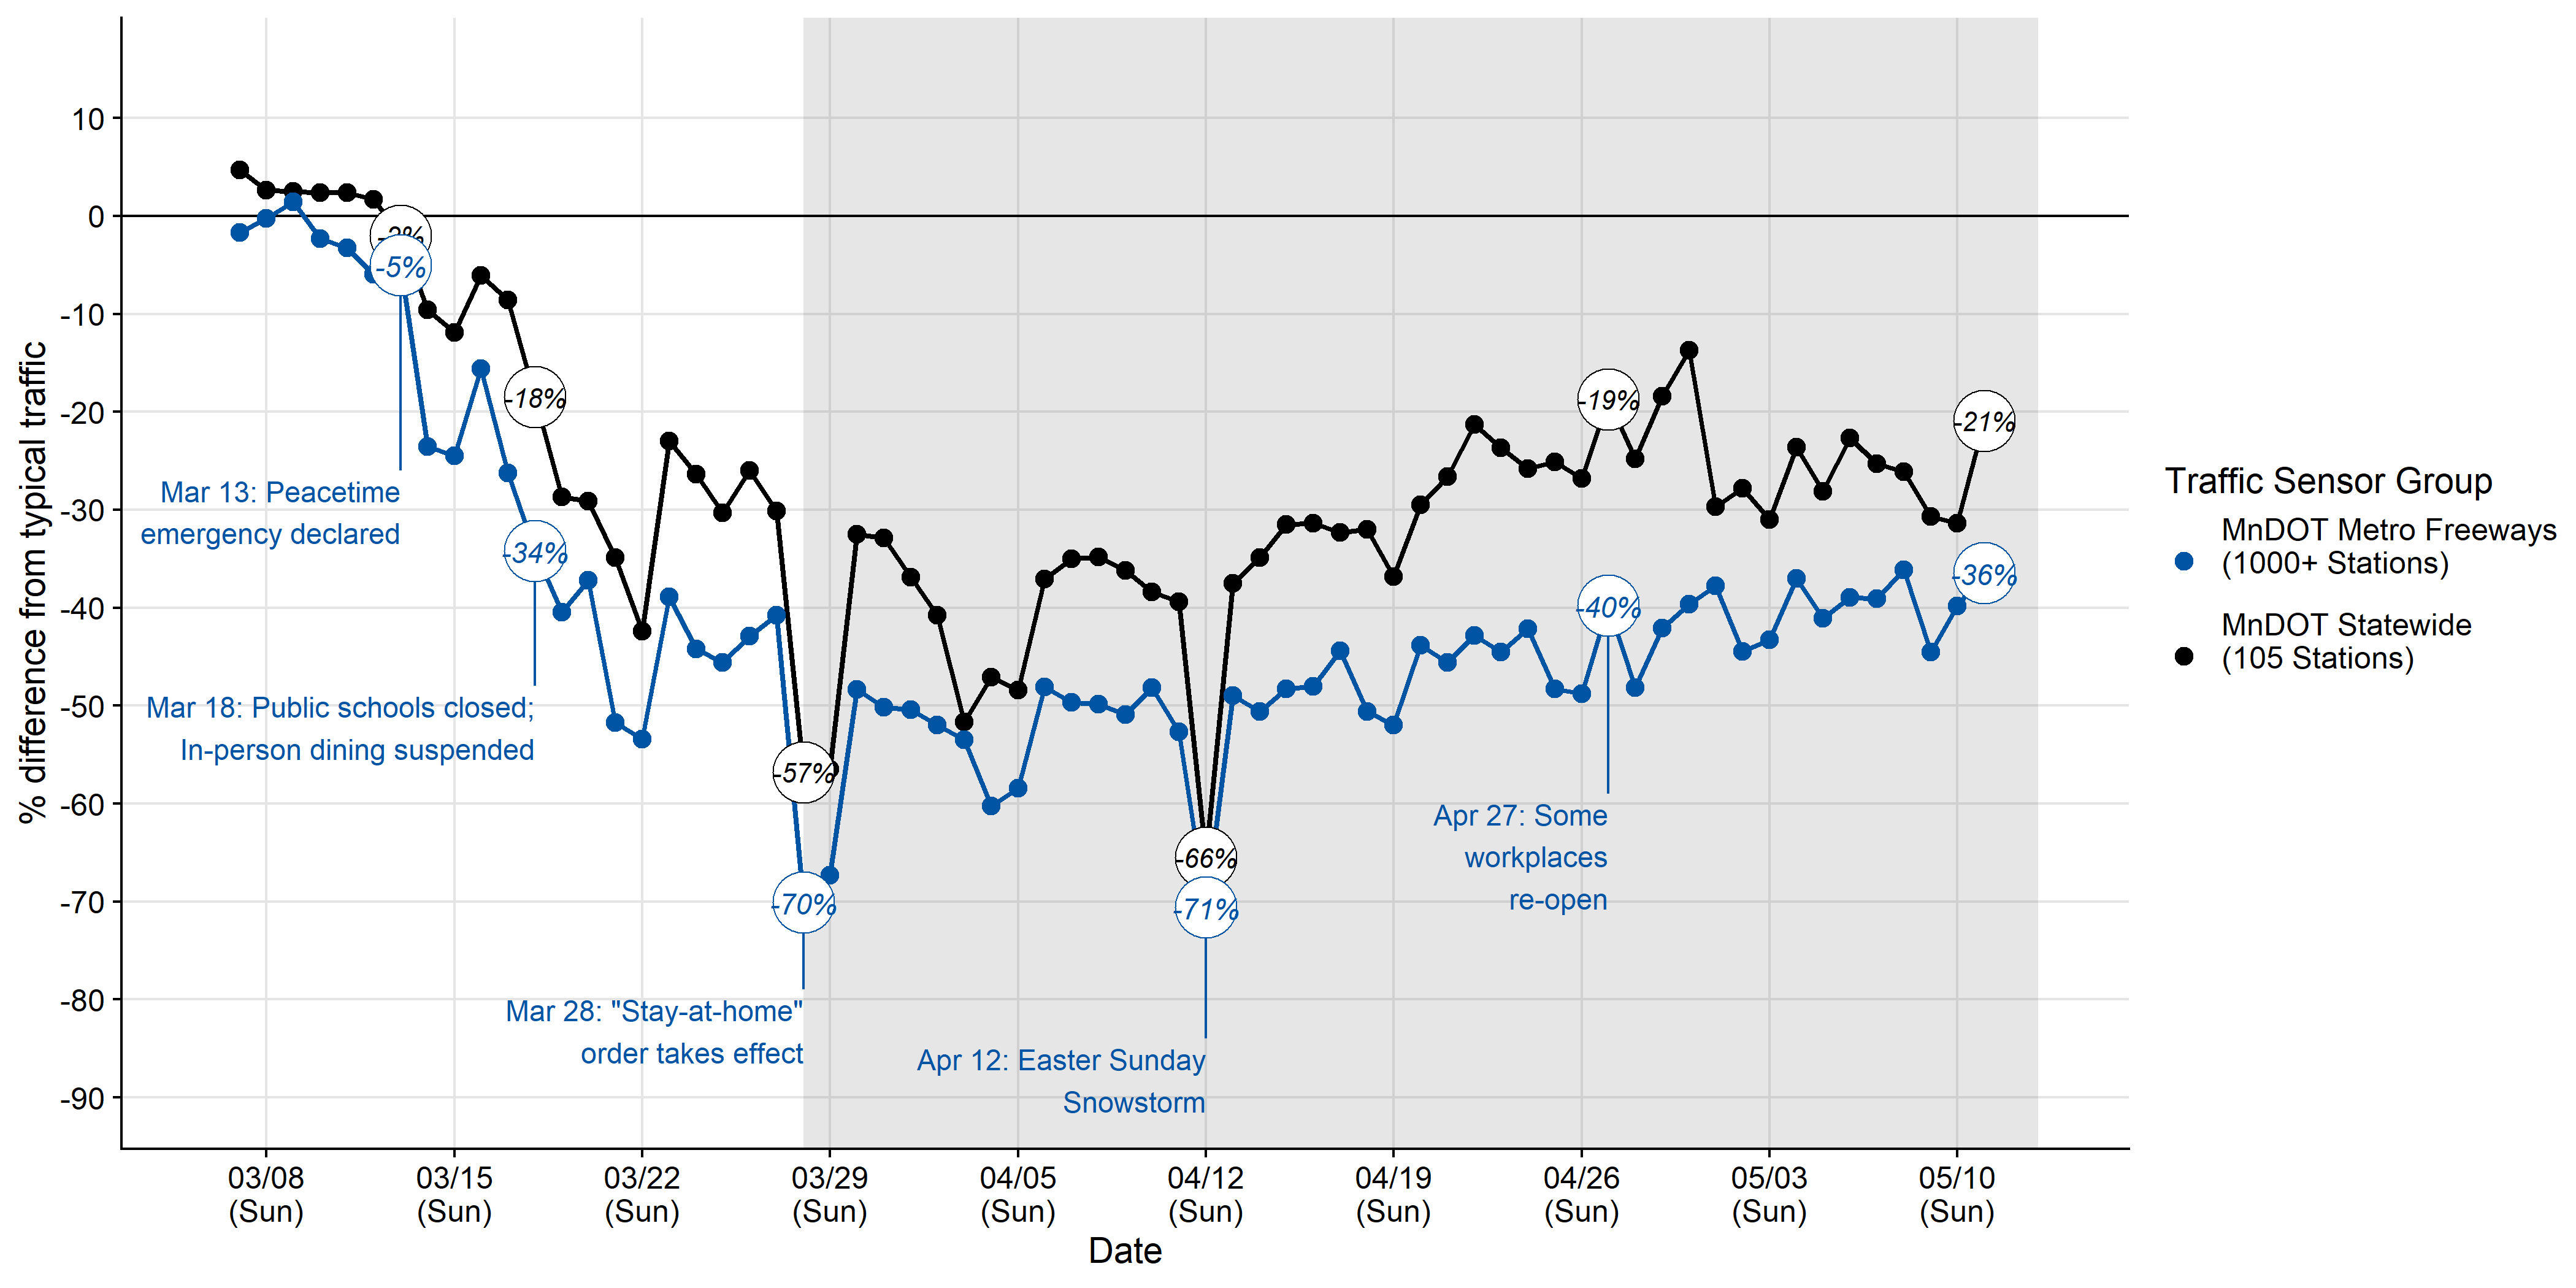 % difference from typical traffic
10
0
-10
-20
-30
-40
-50
-60
-70
-80
-90
-2%
-5%
-18%
-34%
-57%
-70%
-66%
-71%
-19%
-40%
-21%
-36%
Mar 13: Peacetime
emergency declared
Mar 18: Public schools closed;
In-person dining suspended
Mar 28: "Stay-at-home"
order takes effect
Apr 12: Easter Sunday
Snowstorm
Apr 27: Some
workplaces
re-open
03/08
(Sun)
03/15
(Sun)
03/22
(Sun)
03/29
(Sun)
04/05
(Sun)
04/12
(Sun)
04/19
(Sun)
04/26
(Sun)
05/03
(Sun)
05/10
(Sun)
Date
Traffic Sensor Group
MnDOT Metro Freeways
(1000+ Stations)
MnDOT Statewide
(105 Stations)